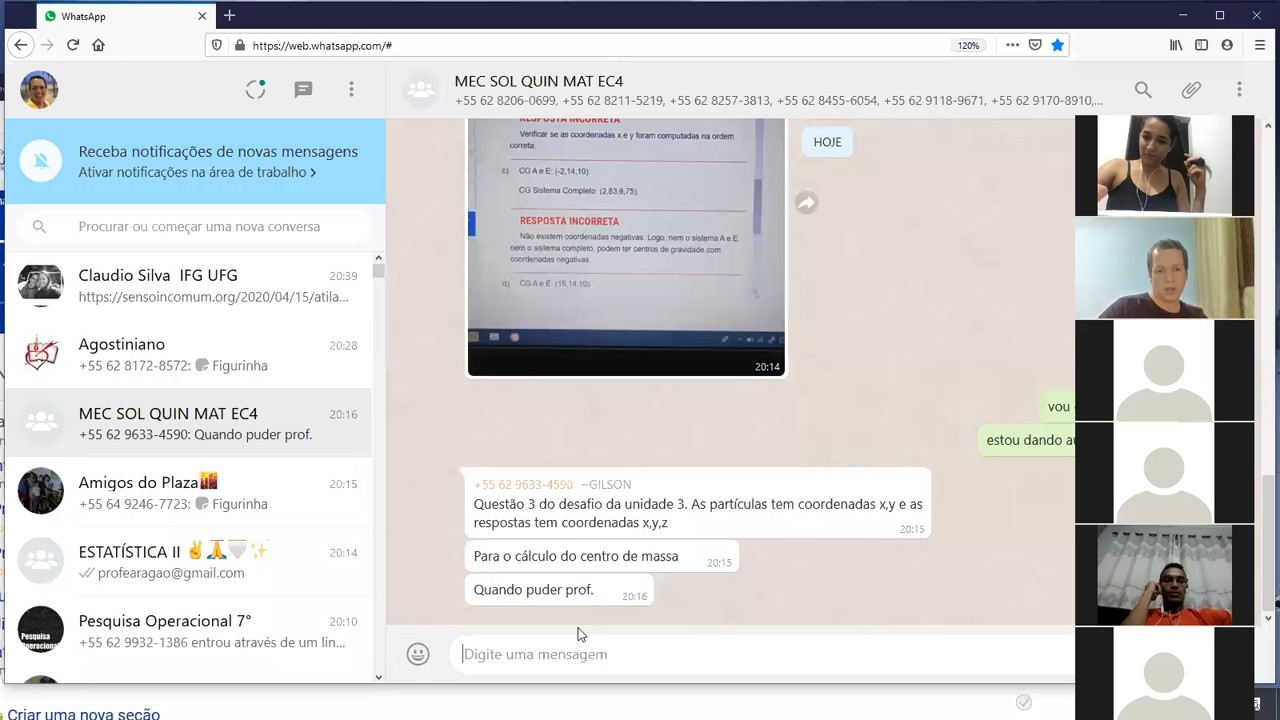 WhatsApp
https://web.whatsapp.com/#
120%
MEC SOL QUIN MAT EC4
+55 62 8206-0699, +55 62 8211-5219, +55 62 8257-3813, +55 62 8455-6054, +55 62 9118-9671, +55 62 9170-8910,...
Receba notificações de novas mensagens
Ativar notificações na área de trabalho
Procurar ou começar uma nova conversa
Claudio Silva IFG UFG
20:39
https://sensoincomum.org/2020/04/15/atila...
Agostiniano
20:28
+55 62 8172-8572: Figurinha
MEC SOL QUIN MAT EC4
20:16
+55 62 9633-4590: Quando puder prof.
Amigos do Plaza
20:15
+55 64 9246-7723: Figurinha
ESTATÍSTICA II ✌🙏🤍✨
20:14
profearagao@gmail.com
Pesquisa Operacional 7°
20:10
+55 62 9932-1386 entrou através de um lin...
Pesquisa
Operacional
RESPOSTA INCORRETA
Verificar se as coordenadas x e y foram computadas na ordem
correta.
c) CG A e E: (-2,14,10).
CG Sistema Completo: (2,83;8,75).
RESPOSTA INCORRETA
Não existem coordenadas negativas. Logo, nem o sistema A e E
nem o sistema completo, podem ter centros de gravidade com
coordenadas negativas.
d) CG A e E: (16,14,10).
20:14
HOJE
vou
estou dando au
+55 62 9633-4590 ~GILSON
Questão 3 do desafio da unidade 3. As partículas tem coordenadas x,y e as
respostas tem coordenadas x,y,z
20:15
Para o cálculo do centro de massa
20:15
Quando puder prof.
20:16
Digite uma mensagem
Criar uma nova seção